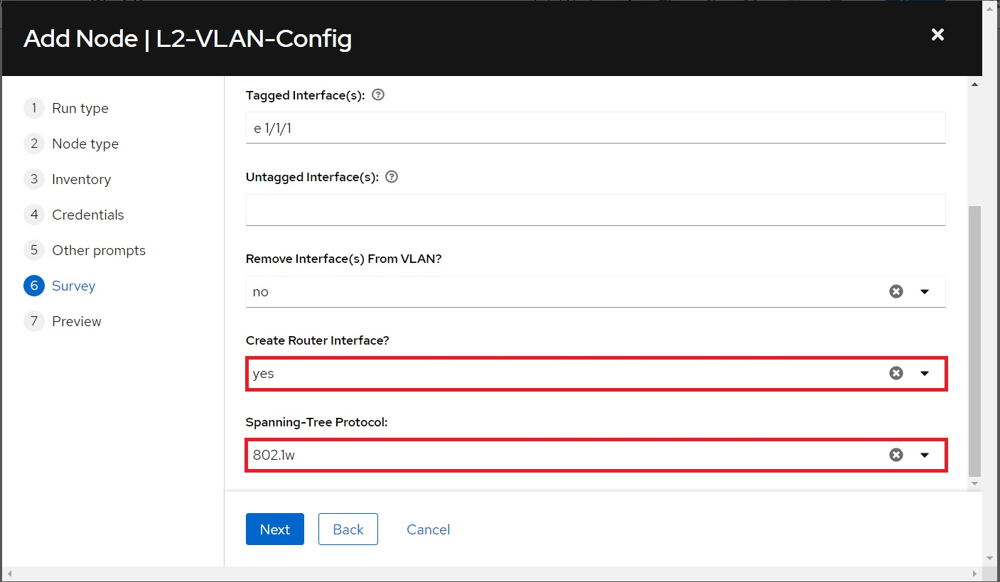 Add Node | L2-VLAN-Config
1 Run type
2 Node type
3 Inventory
4 Credentials
5 Other prompts
6 Survey
7 Preview
Tagged Interface(s):
e 1/1/1
Untagged Interface(s):
Remove Interface(s) From VLAN?
no
Create Router Interface?
yes
Spanning-Tree Protocol:
802.1w
Next Back Cancel